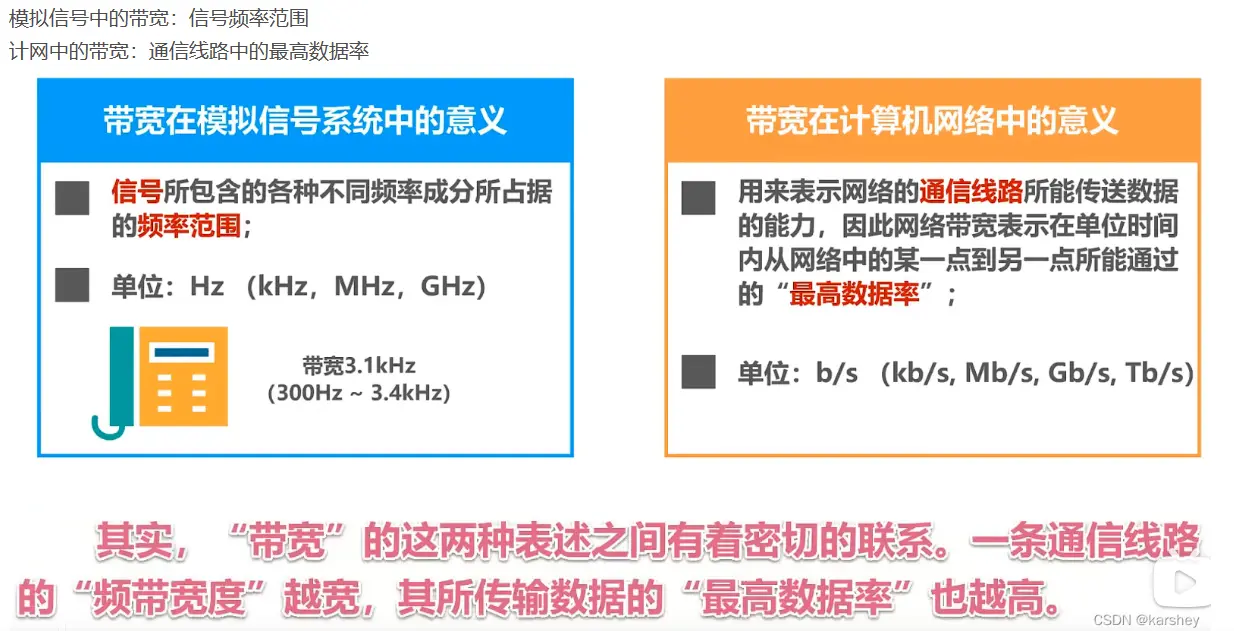 模拟信号中的带宽：信号频率范围
计网中的带宽：通信线路中的最高数据率
带宽在模拟信号系统中的意义
信号所包含的各种不同频率成分所占据
的频率范围；
单位：Hz （kHz，MHz，GHz）
带宽3.1kHz
(300Hz ~ 3.4kHz)
带宽在计算机网络中的意义
用来表示网络的通信线路所能传送数据
的能力，因此网络带宽表示在单位时间
内从网络中的某一点到另一点所能通过
的“最高数据率”；
单位：b/s （kb/s, Mb/s, Gb/s, Tb/s)
其实，“带宽”的这两种表述之间有着密切的联系。一条通信线路
的“频带宽度”越宽，其所传输数据的“最高数据率”也越高。
CSDN @karshey